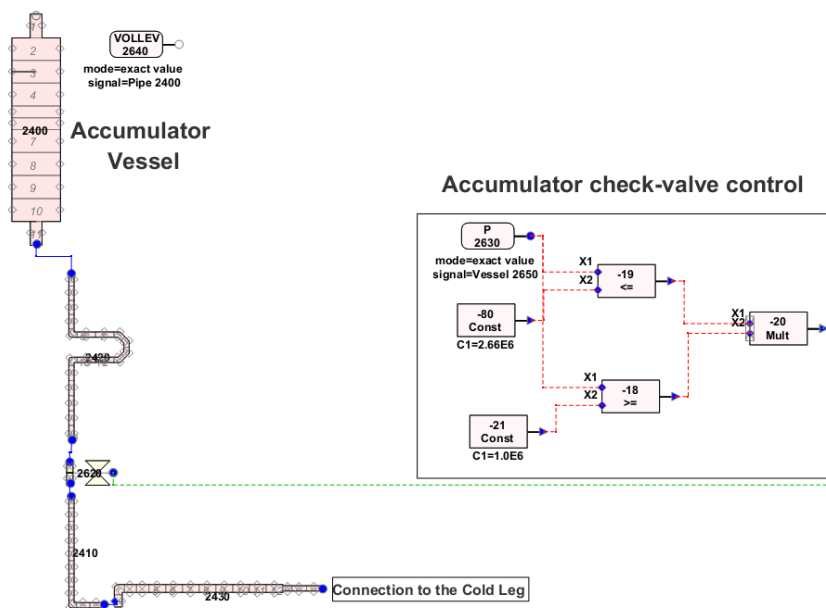 1
VOLLEV
2640
mode=exact value
signal=Pipe 2400
2
3
4
2400
7
8
9
10
11
Accumulator
Vessel
Accumulator check-valve control
P
2630
mode=exact value
signal=Vessel 2650
X1
X2
-19
<=
-80
Const
C1=2.66E6
X1
X2
-20
Mult
X1
X2
-18
>=
-21
Const
C1=1.0E6
2420
2620
2410
2430
Connection to the Cold Leg